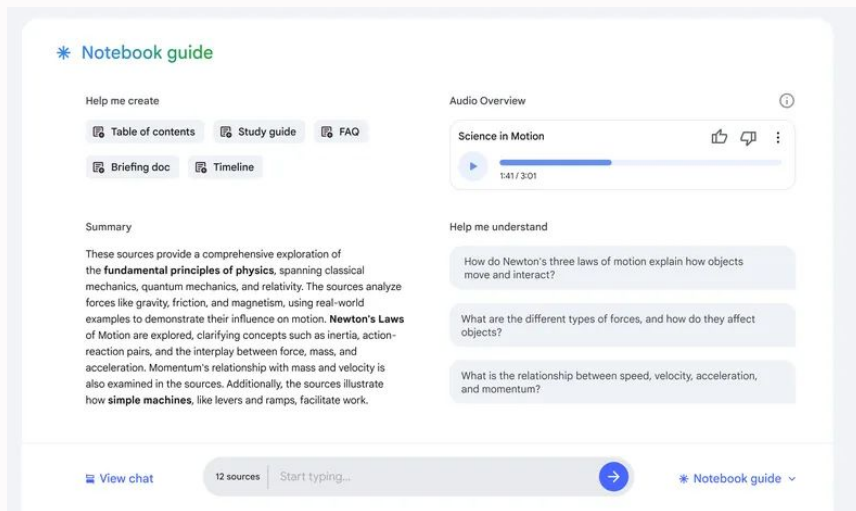 Notebook guide
Help me create
Table of contents
Study guide
FAQ
Briefing doc
Timeline
Summary
These sources provide a comprehensive exploration of
the fundamental principles of physics, spanning classical
mechanics, quantum mechanics, and relativity. The sources analyze
forces like gravity, friction, and magnetism, using real-world
examples to demonstrate their influence on motion. Newton's Laws
of Motion are explored, clarifying concepts such as inertia, action-
reaction pairs, and the interplay between force, mass, and
acceleration. Momentum's relationship with mass and velocity is
also examined in the sources. Additionally, the sources illustrate
how simple machines, like levers and ramps, facilitate work.
Audio Overview
Science in Motion
1:41 / 3:01
Help me understand
How do Newton's three laws of motion explain how objects
move and interact?
What are the different types of forces, and how do they affect
objects?
What is the relationship between speed, velocity, acceleration,
and momentum?
View chat
12 sources
Start typing...
Notebook guide